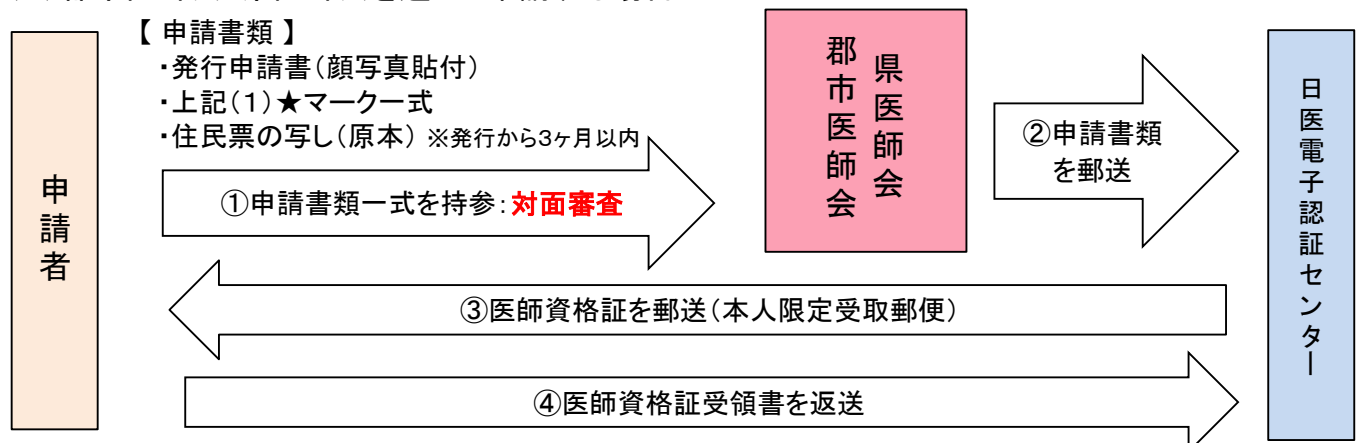 【 申請書類 】
・発行申請書(顔写真貼付)
・上記(1)★マーク一式
・住民票の写し(原本) ※発行から3ヶ月以内
申請者
①申請書類一式を持参:対面審査
県医師会
郡市医師会
②申請書類
を郵送
日医電子認証センター
③医師資格証を郵送(本人限定受取郵便)
④医師資格証受領書を返送